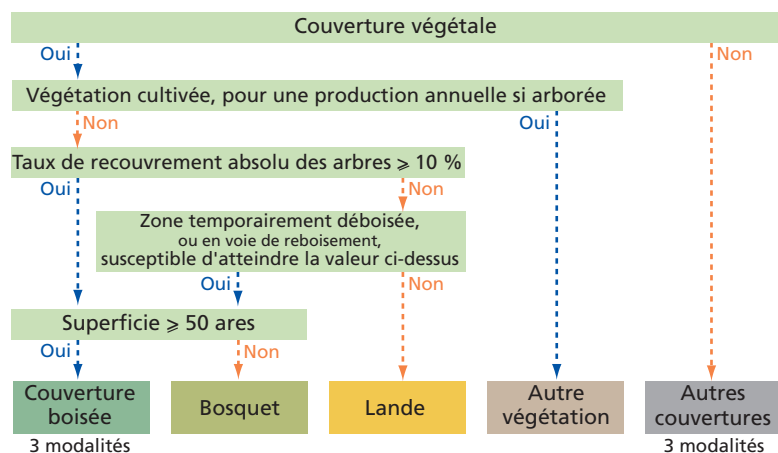 Couverture végétale
Oui
Non
Végétation cultivée, pour une production annuelle si arborée
Non
Oui
Taux de recouvrement absolu des arbres ⩾ 10 %
Oui
Non
Zone temporairement déboisée,
ou en voie de reboisement,
susceptible d'atteindre la valeur ci-dessus
Oui
Non
Superficie ⩾ 50 ares
Oui
Non
Couverture
boisée
Bosquet
Lande
Autre
végétation
Autres
couvertures
3 modalités
3 modalités